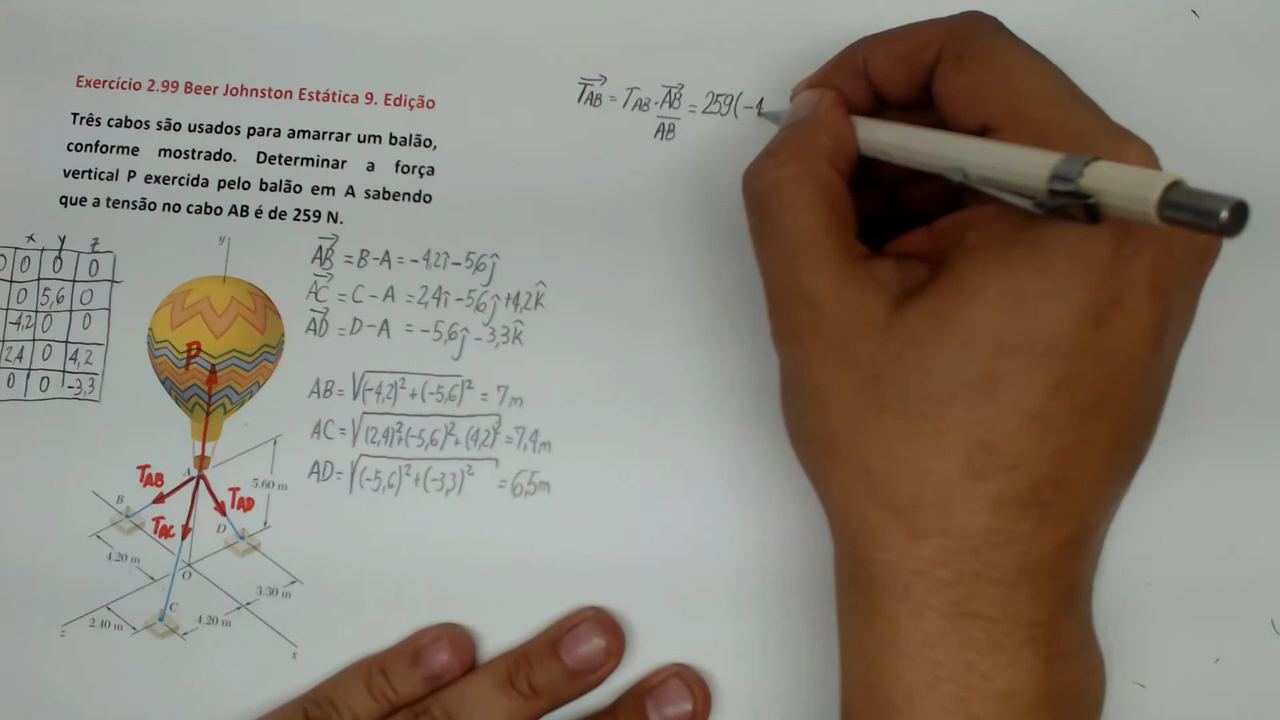 Exercício 2.99 Beer Johnston Estática 9. Edição
Três cabos são usados para amarrar um balão,
conforme mostrado. Determinar a força
vertical P exercida pelo balão em A sabendo
que a tensão no cabo AB é de 259 N.
x y z
0 0 0 0
0 5,6 0
-4,2 0 0
2,4 0 4,2
0 0 -3,3
AB = B-A = -4,2î - 5,6ĵ
AC = C-A = 2,4î - 5,6ĵ + 4,2k̂
AD = D-A = -5,6ĵ - 3,3k̂
AB = √(-4,2)² + (-5,6)² = 7m
AC = √(2,4)² + (-5,6)² + (4,2)² = 7,4m
AD = √(-5,6)² + (-3,3)² = 6,5m
T⃗AB = TAB · A⃗B/AB = 259(-4
y
P
A
TAB
TAD
TAC
5.60 m
B
D
4.20 m
O
3.30 m
C
2.40 m
4.20 m
z
x